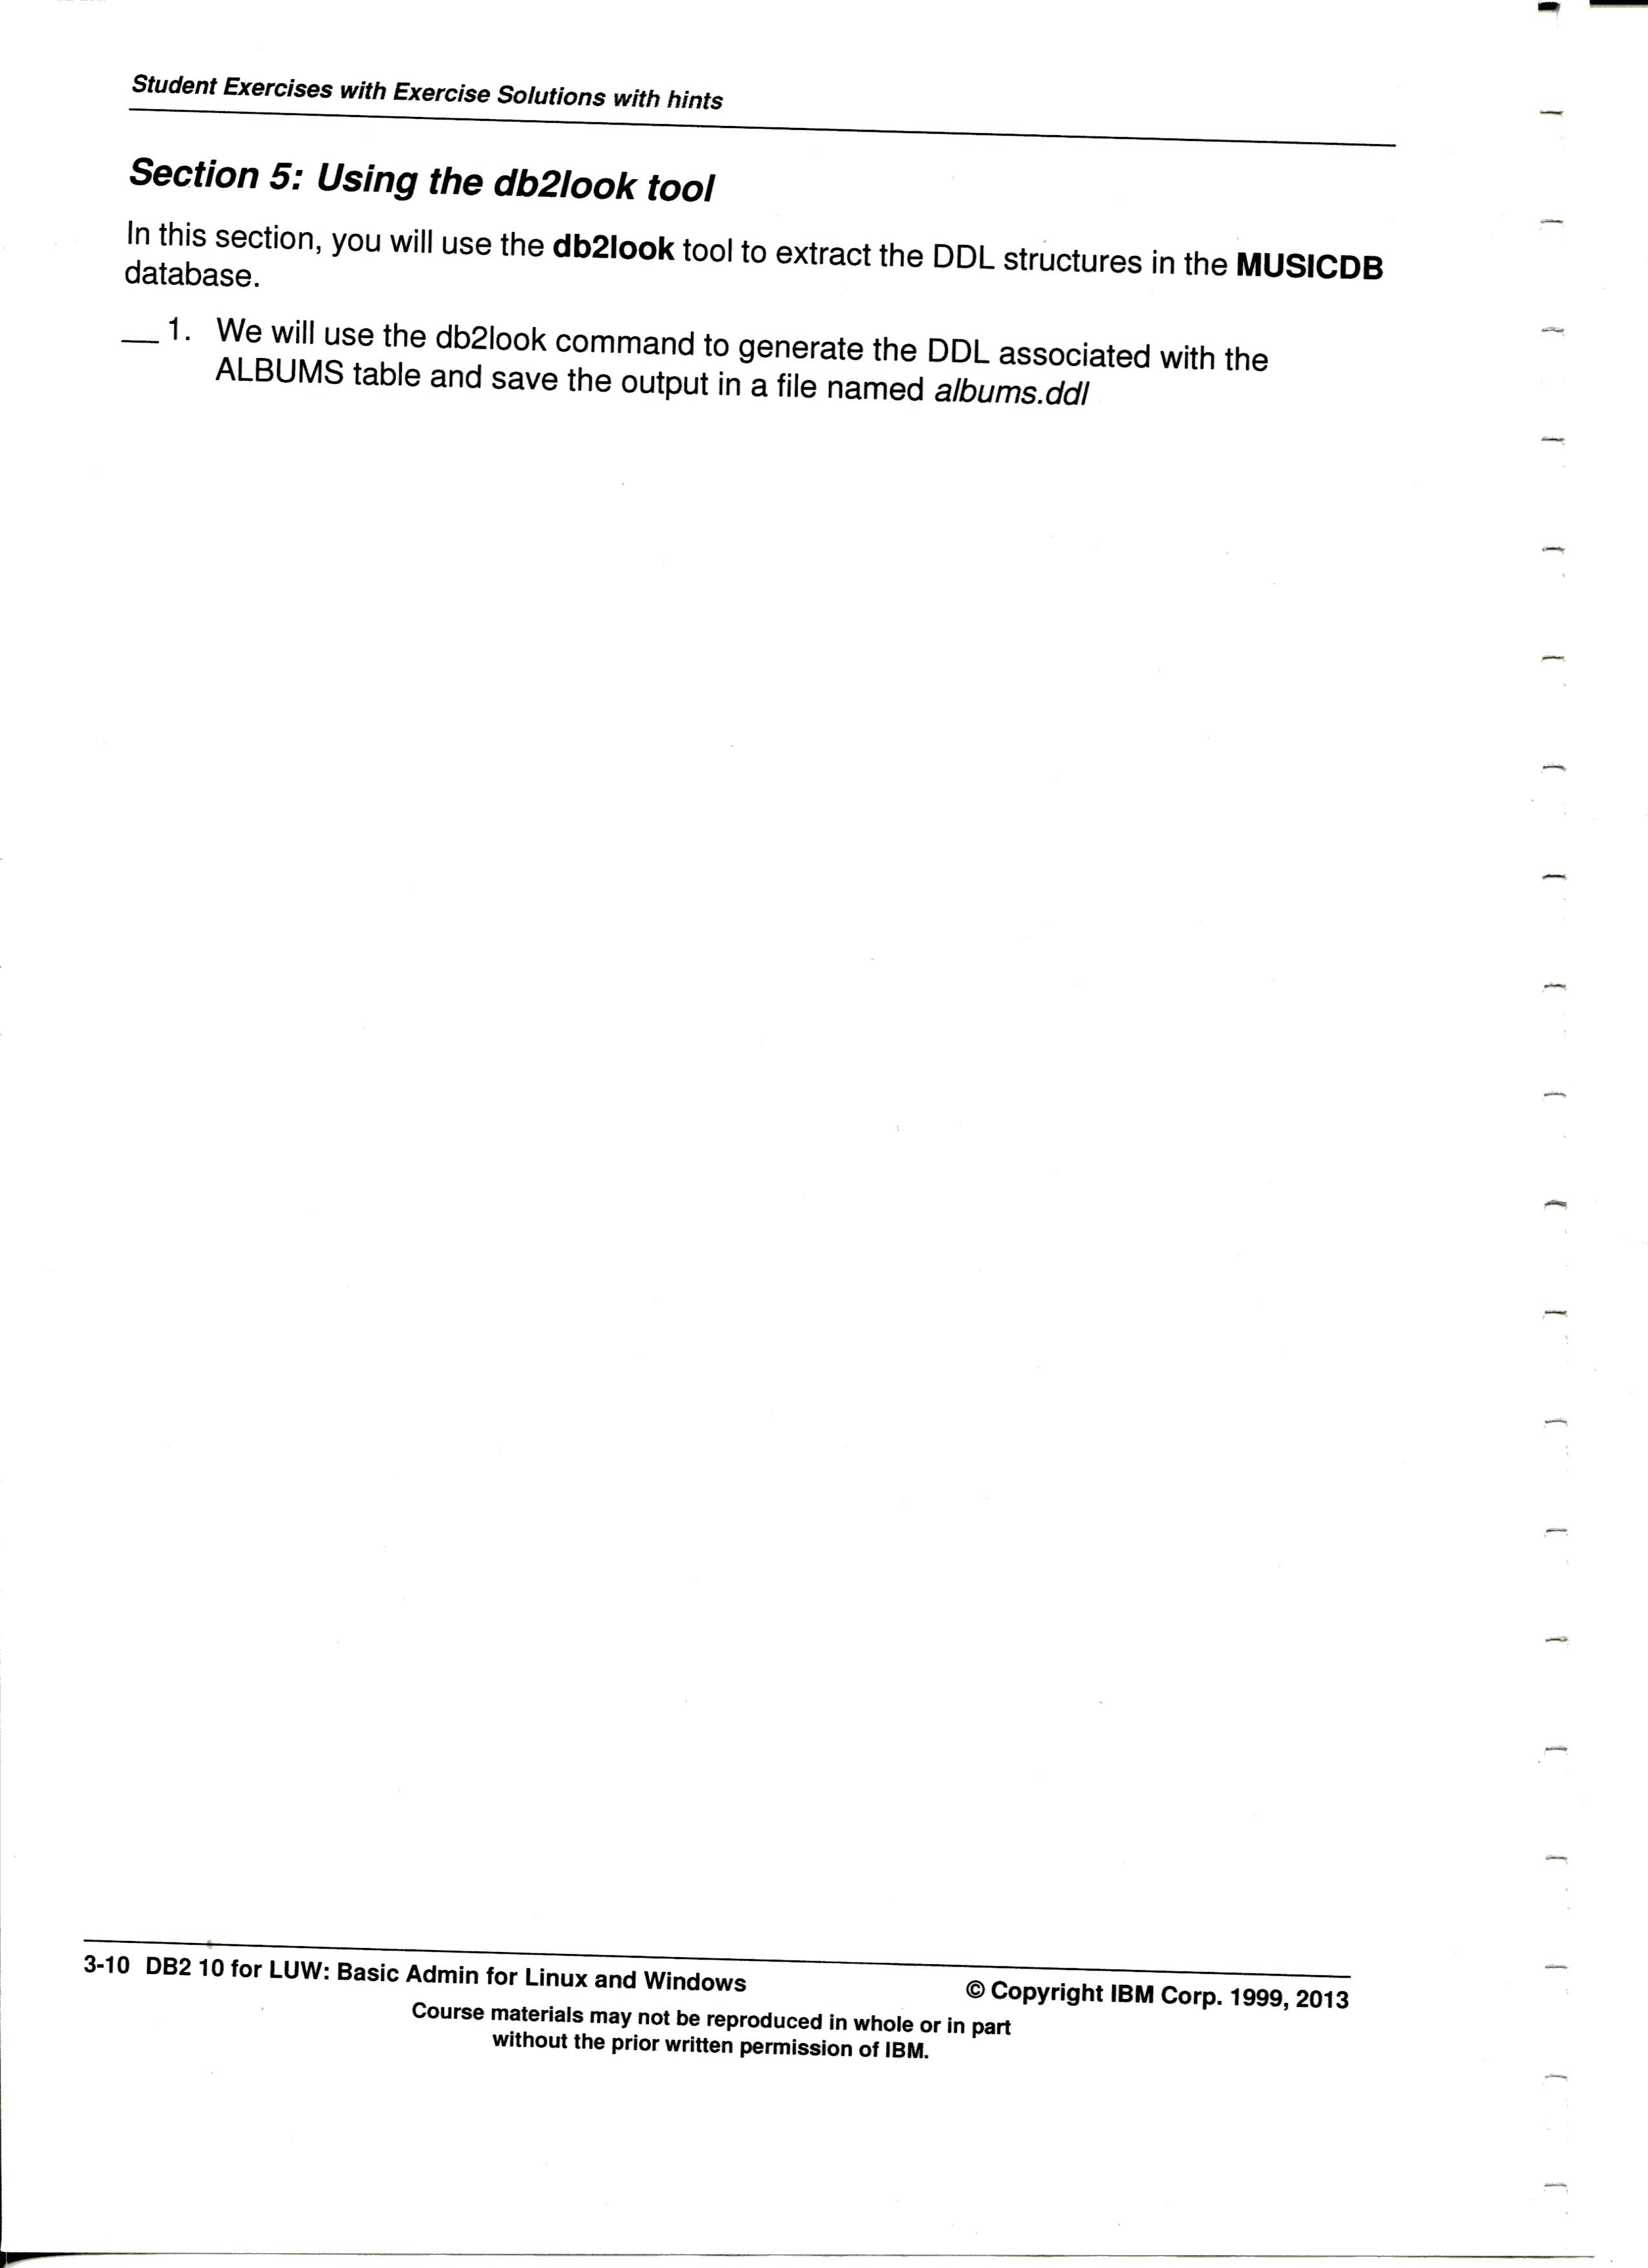 Student Exercises with Exercise Solutions with hints
Section 5: Using the db2look tool
In this section, you will use the db2look tool to extract the DDL structures in the MUSICDB
database.
__ 1. We will use the db2look command to generate the DDL associated with the
ALBUMS table and save the output in a file named albums.ddl
3-10 DB2 10 for LUW: Basic Admin for Linux and Windows
© Copyright IBM Corp. 1999, 2013
Course materials may not be reproduced in whole or in part
without the prior written permission of IBM.